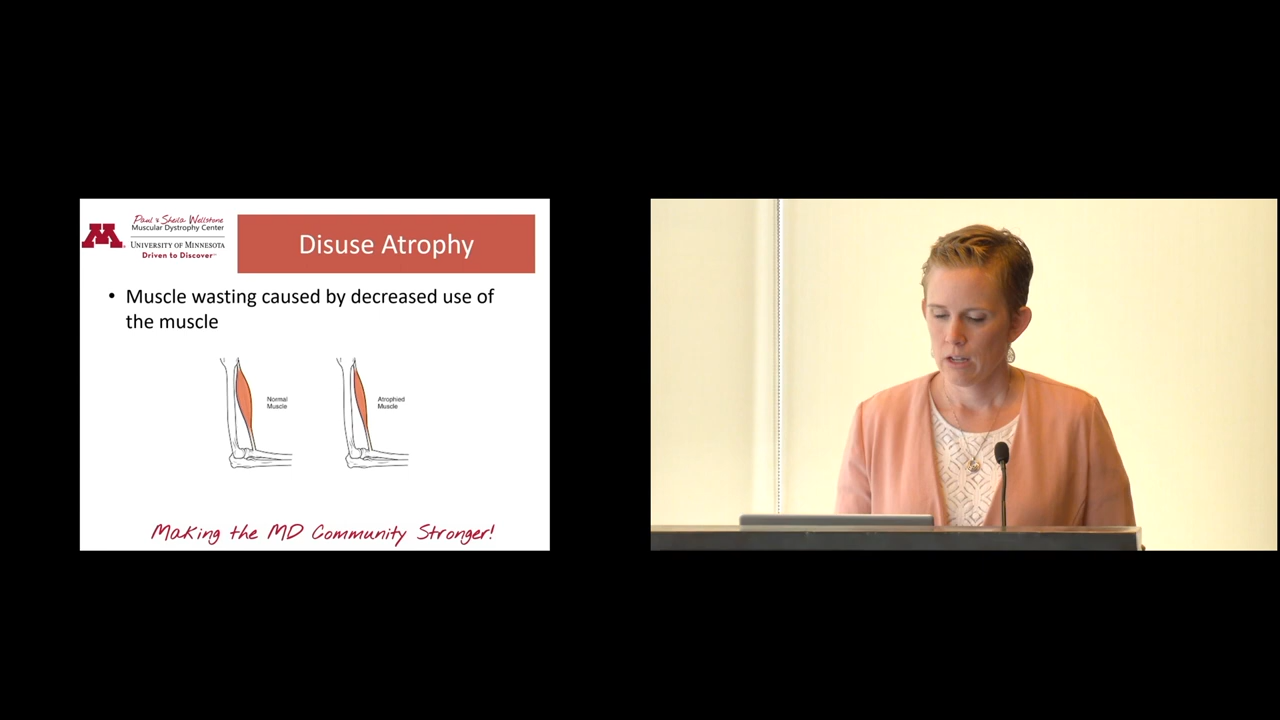 Paul & Sheila Wellstone
Muscular Dystrophy Center
UNIVERSITY OF MINNESOTA
Driven to Discover℠
Disuse Atrophy
• Muscle wasting caused by decreased use of
the muscle
Normal
Muscle
Atrophied
Muscle
Making the MD Community Stronger!